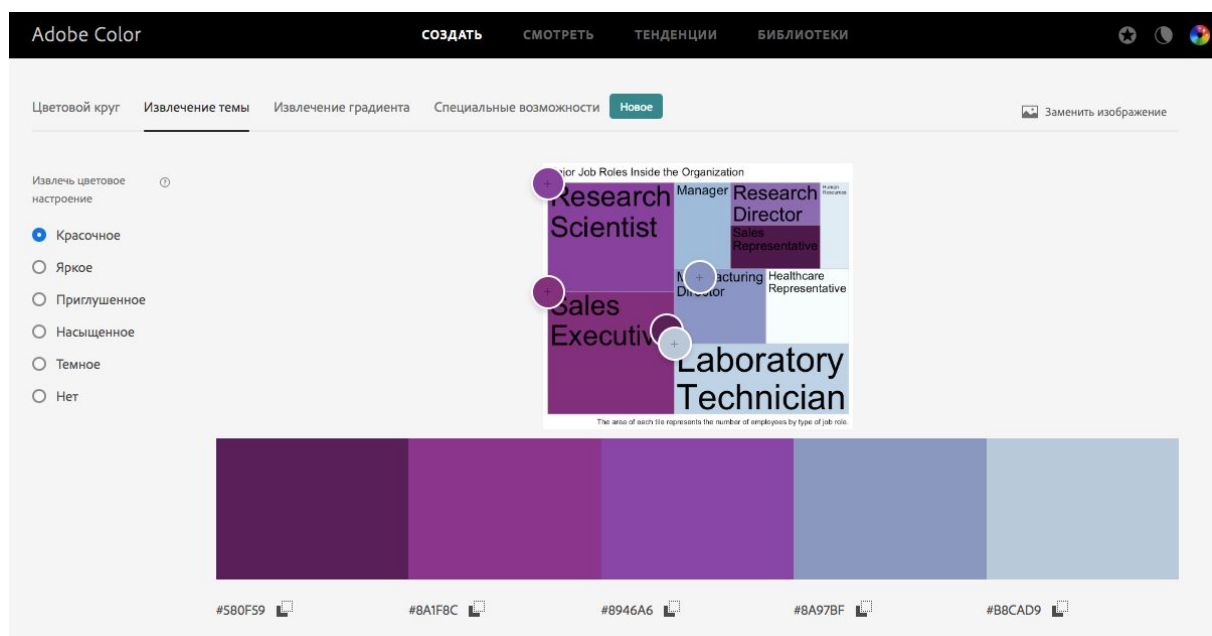 Adobe Color
СОЗДАТЬ
СМОТРЕТЬ
ТЕНДЕНЦИИ
БИБЛИОТЕКИ
Цветовой круг
Извлечение темы
Извлечение градиента
Специальные возможности
Новое
Заменить изображение
Извлечь цветовое
настроение
Красочное
Яркое
Приглушенное
Насыщенное
Темное
Нет
Job Roles Inside the Organization
Research
Scientist
Manager
Research
Director
Human
Resources
Sales
Representative
Healthcare
Representative
Sales
Laboratory
Technician
The area of each tile represents the number of employees by type of job role.
#580F59
#8A1F8C
#8946A6
#8A97BF
#B8CAD9